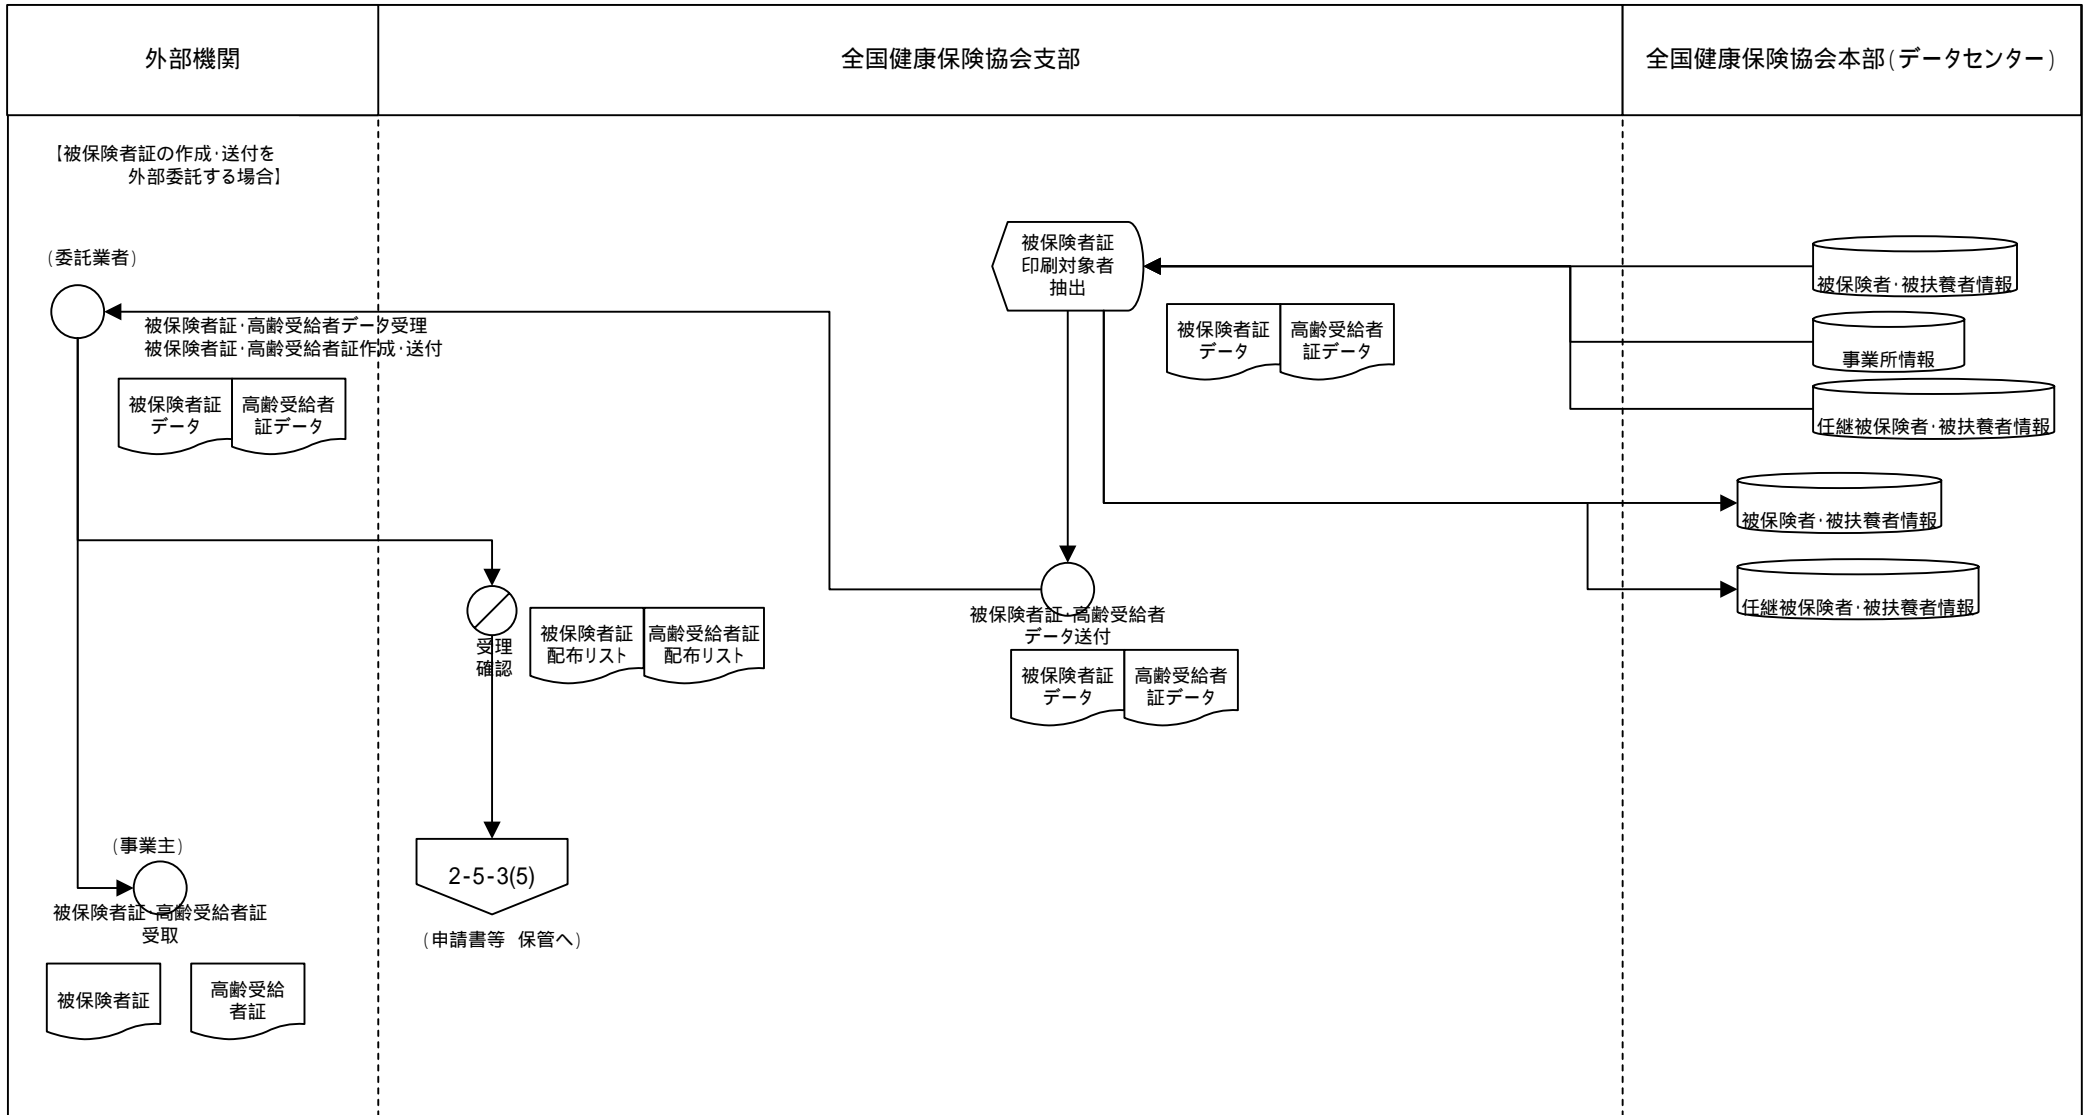 外部機関
全国健康保険協会支部
全国健康保険協会本部(データセンター)
【被保険者証の作成・送付を
外部委託する場合】
(委託業者)
被保険者証・高齢受給者データ受理
被保険者証・高齢受給者証作成・送付
被保険者証
データ
高齢受給者
証データ
被保険者証
印刷対象者
抽出
被保険者証
データ
高齢受給者
証データ
被保険者・被扶養者情報
事業所情報
任継被保険者・被扶養者情報
被保険者・被扶養者情報
任継被保険者・被扶養者情報
受理
確認
被保険者証
配布リスト
高齢受給者証
配布リスト
被保険者証・高齢受給者
データ送付
被保険者証
データ
高齢受給者
証データ
2-5-3(5)
(申請書等 保管へ)
(事業主)
被保険者証・高齢受給者証
受取
被保険者証
高齢受給
者証